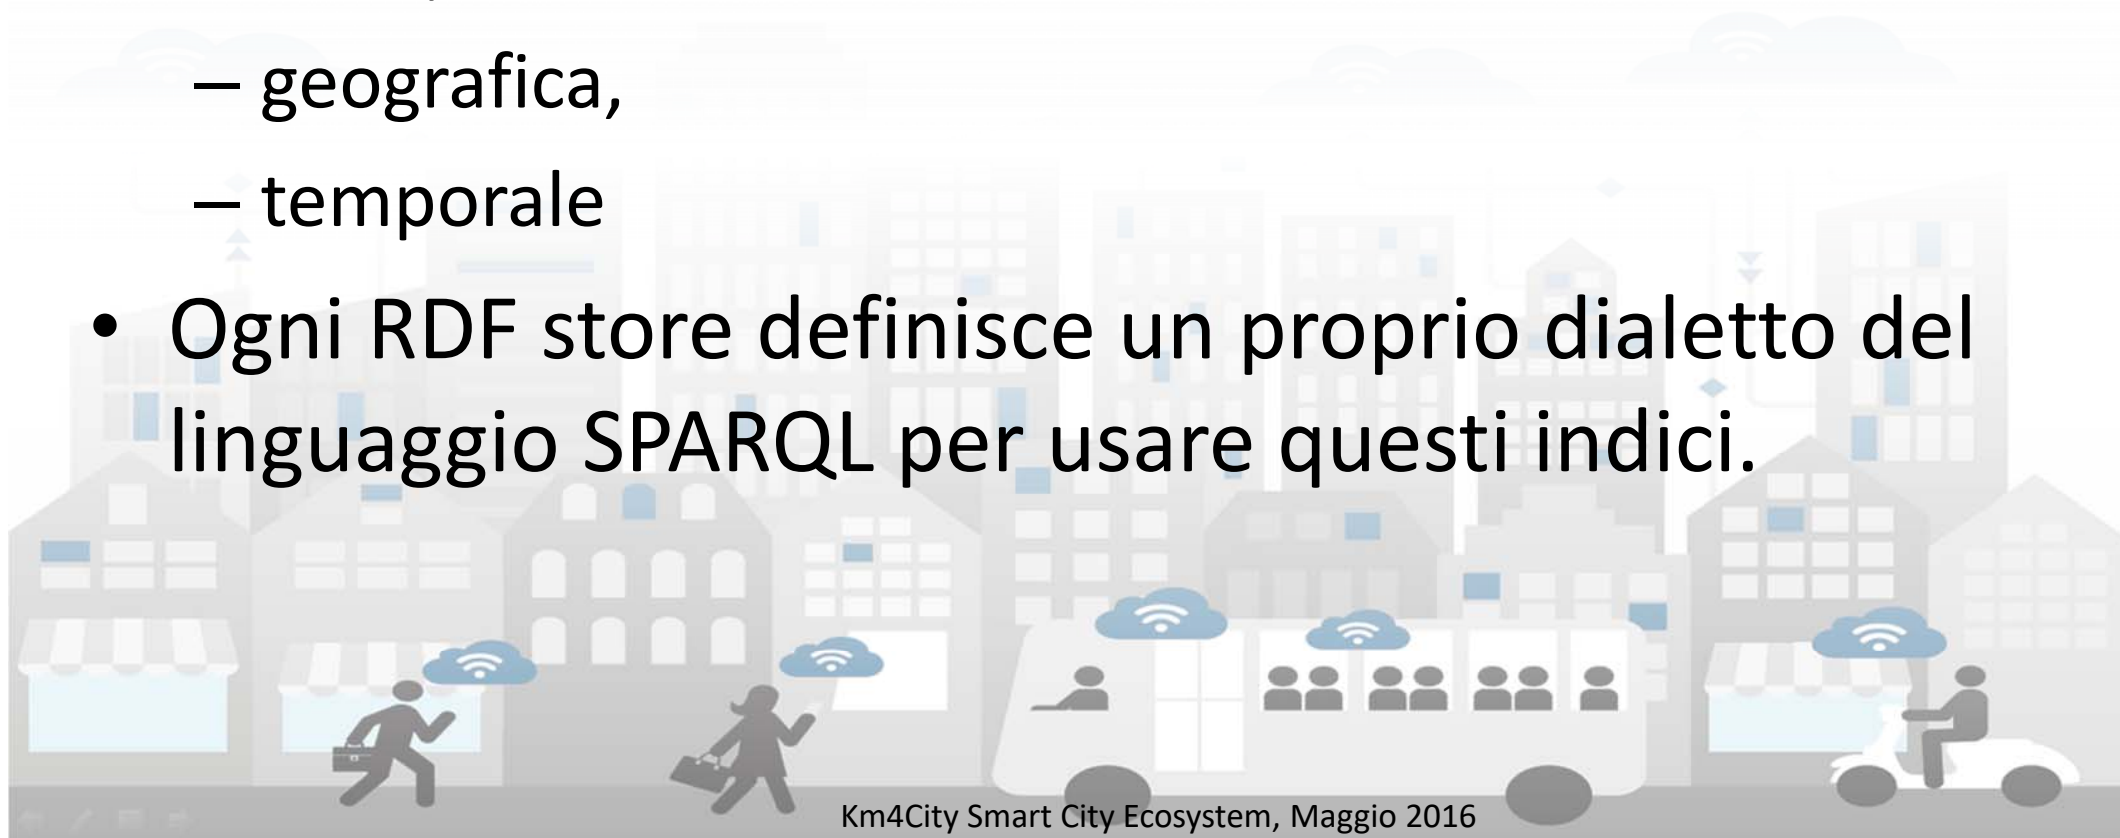 – geografica,
– temporale
• Ogni RDF store definisce un proprio dialetto del
linguaggio SPARQL per usare questi indici.
Km4City Smart City Ecosystem, Maggio 2016